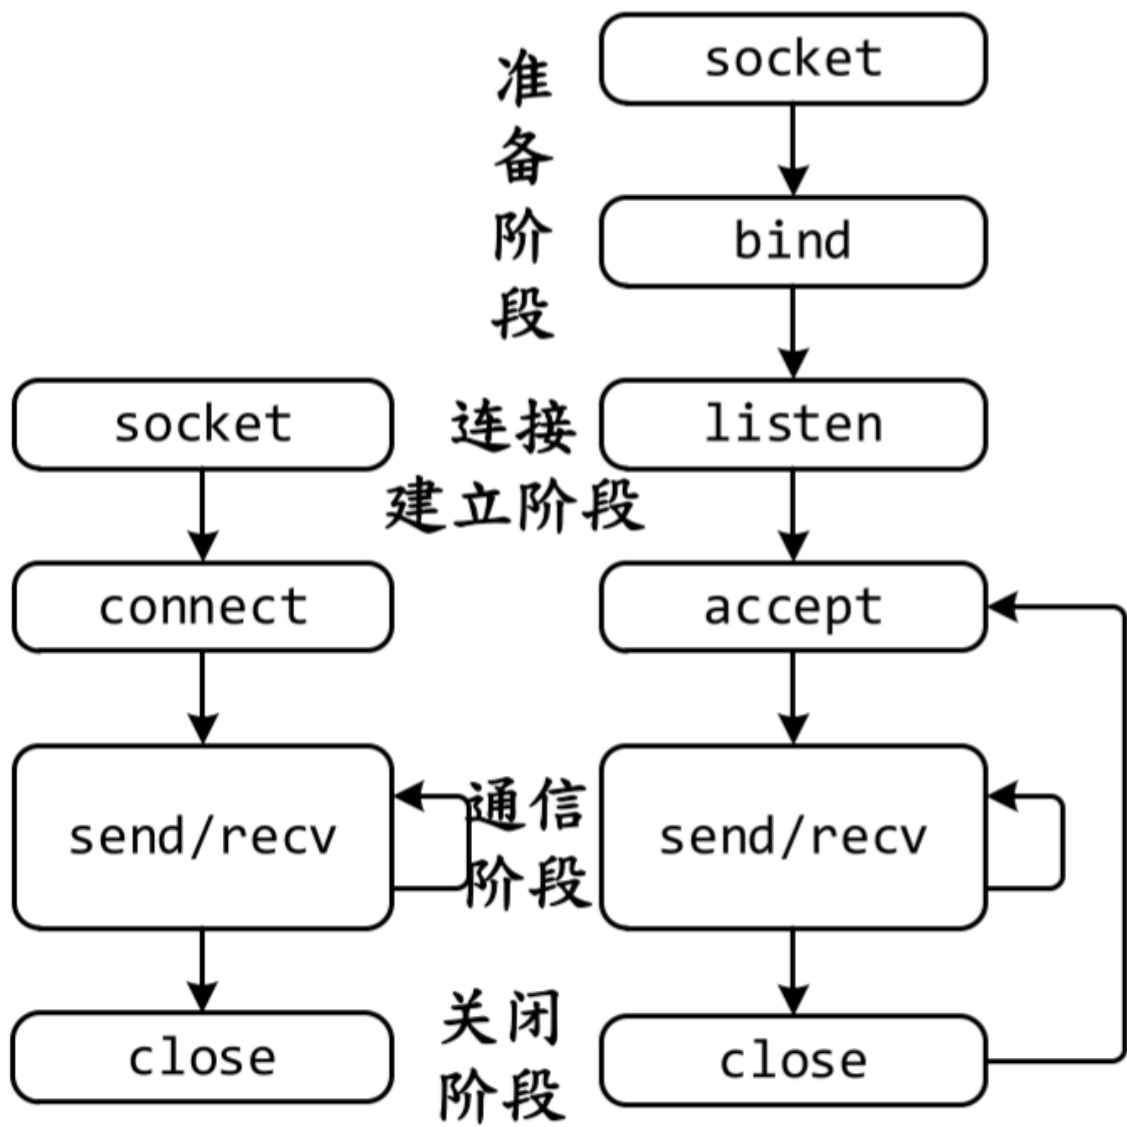 socket
准
备
阶
段
bind
socket
连接
建立阶段
listen
connect
accept
send/recv
通信
阶段
send/recv
close
关闭
阶段
close